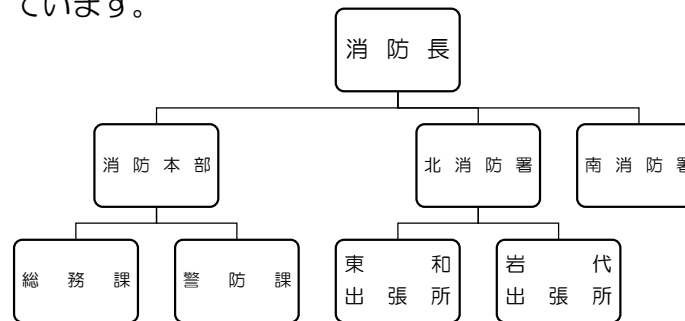 ています。
消防長
消防本部
北消防署
南消防署
総務課
警防課
東和
出張所
岩代
出張所